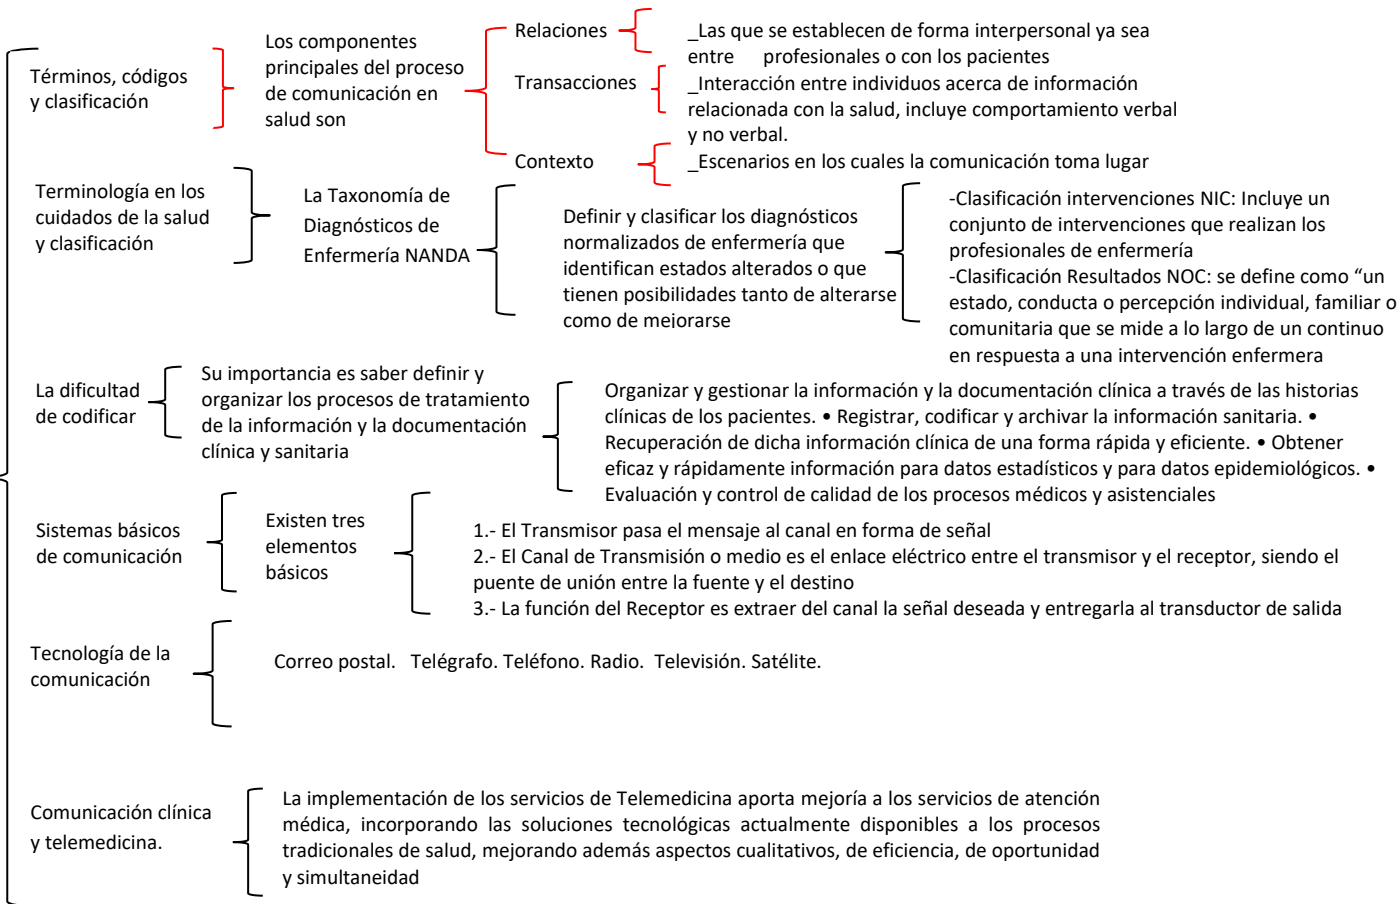 Términos, códigos
y clasificación
Los componentes
principales del proceso
de comunicación en
salud son
Relaciones
_Las que se establecen de forma interpersonal ya sea
entre profesionales o con los pacientes
Transacciones
_Interacción entre individuos acerca de información
relacionada con la salud, incluye comportamiento verbal
y no verbal.
Contexto
_Escenarios en los cuales la comunicación toma lugar
Terminología en los
cuidados de la salud
y clasificación
La Taxonomía de
Diagnósticos de
Enfermería NANDA
Definir y clasificar los diagnósticos
normalizados de enfermería que
identifican estados alterados o que
tienen posibilidades tanto de alterarse
como de mejorarse
-Clasificación intervenciones NIC: Incluye un
conjunto de intervenciones que realizan los
profesionales de enfermería
-Clasificación Resultados NOC: se define como “un
estado, conducta o percepción individual, familiar o
comunitaria que se mide a lo largo de un continuo
en respuesta a una intervención enfermera
La dificultad
de codificar
Su importancia es saber definir y
organizar los procesos de tratamiento
de la información y la documentación
clínica y sanitaria
Organizar y gestionar la información y la documentación clínica a través de las historias
clínicas de los pacientes. • Registrar, codificar y archivar la información sanitaria. •
Recuperación de dicha información clínica de una forma rápida y eficiente. • Obtener
eficaz y rápidamente información para datos estadísticos y para datos epidemiológicos. •
Evaluación y control de calidad de los procesos médicos y asistenciales
Sistemas básicos
de comunicación
Existen tres
elementos
básicos
1.- El Transmisor pasa el mensaje al canal en forma de señal
2.- El Canal de Transmisión o medio es el enlace eléctrico entre el transmisor y el receptor, siendo el
puente de unión entre la fuente y el destino
3.- La función del Receptor es extraer del canal la señal deseada y entregarla al transductor de salida
Tecnología de la
comunicación
Correo postal. Telégrafo. Teléfono. Radio. Televisión. Satélite.
Comunicación clínica
y telemedicina.
La implementación de los servicios de Telemedicina aporta mejoría a los servicios de atención
médica, incorporando las soluciones tecnológicas actualmente disponibles a los procesos
tradicionales de salud, mejorando además aspectos cualitativos, de eficiencia, de oportunidad
y simultaneidad